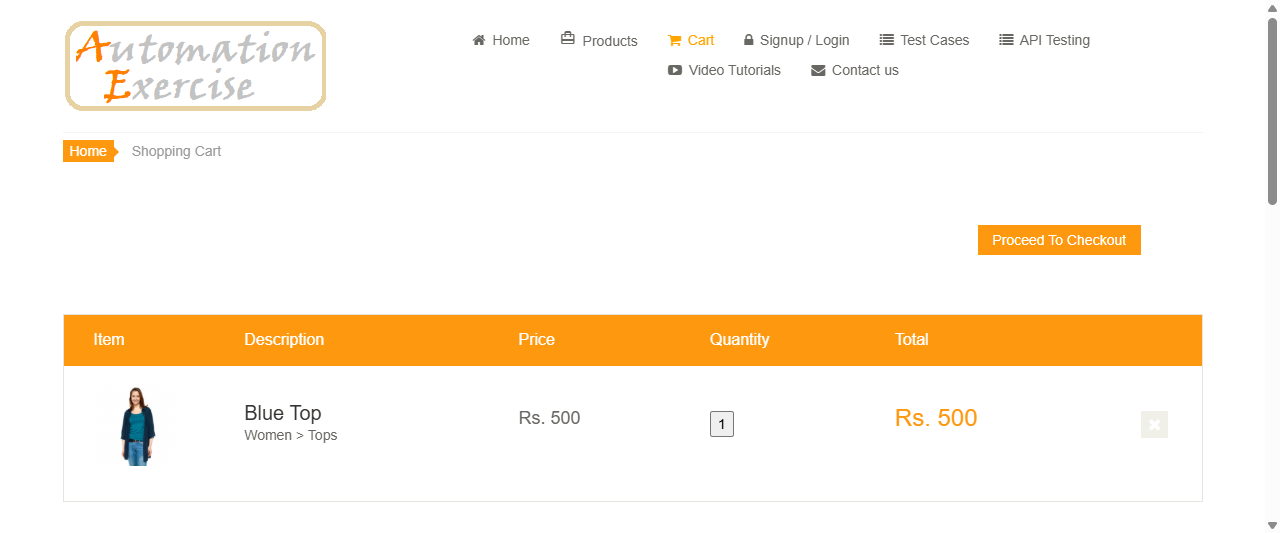 Automation
Exercise
Home Products Cart Signup / Login Test Cases API Testing
Video Tutorials Contact us
Home Shopping Cart
Proceed To Checkout
Item Description Price Quantity Total
Blue Top Rs. 500 1 Rs. 500
Women > Tops